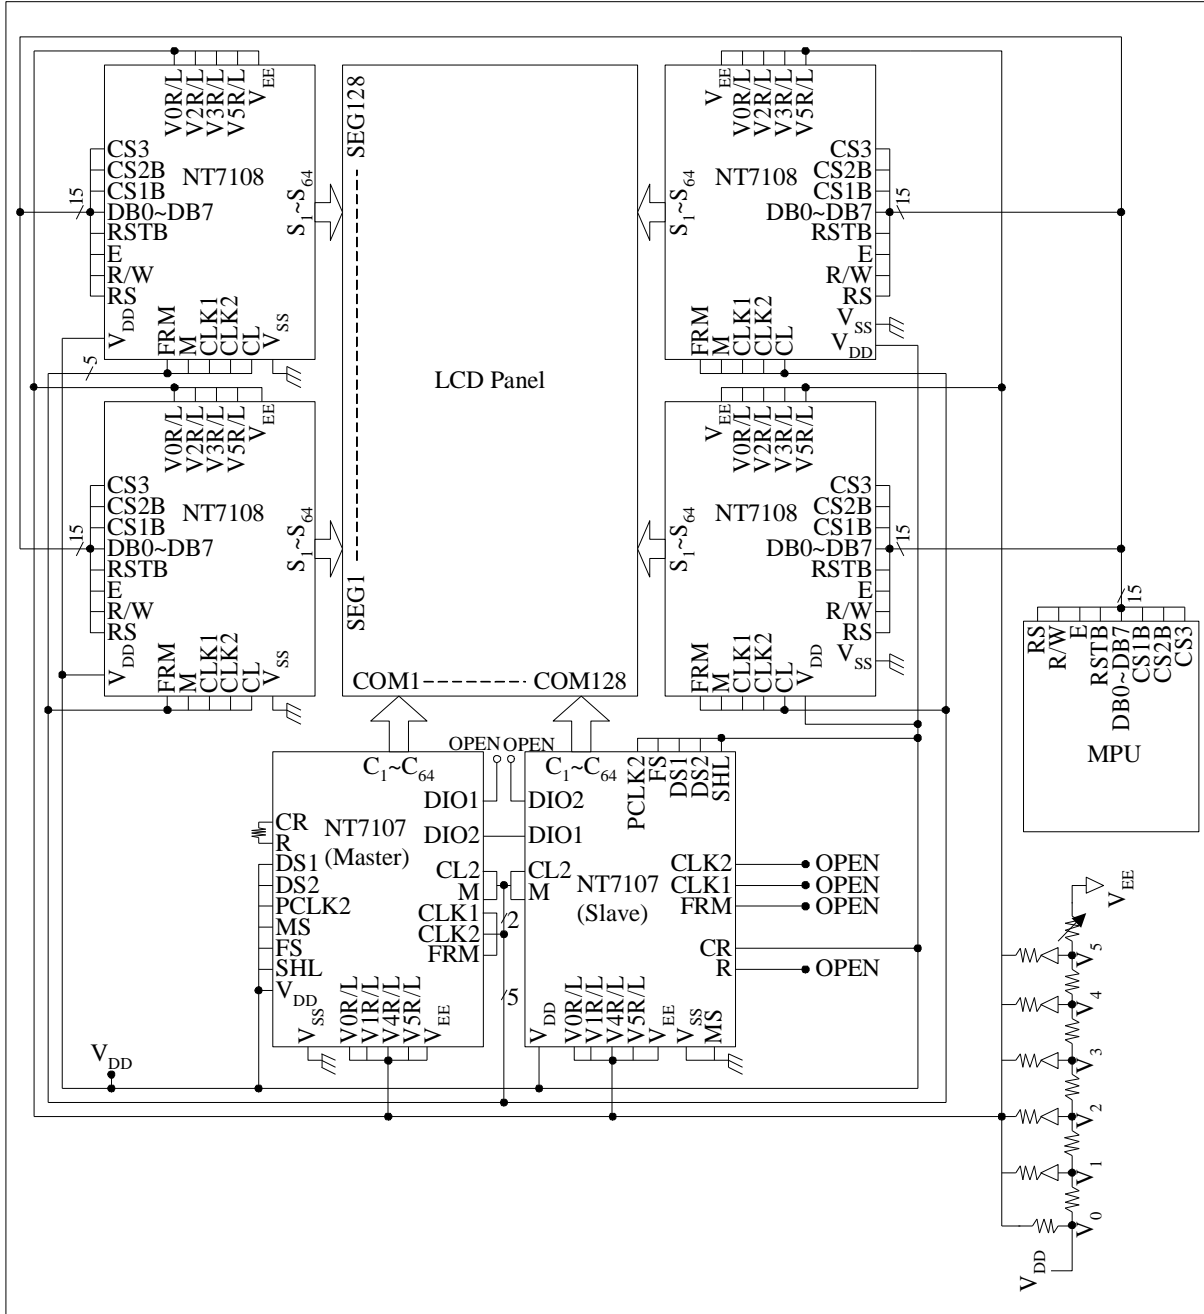 V0R/L
V2R/L
V3R/L
V5R/L
VEE
CS3
CS2B
CS1B
DB0~DB7
RSTB
E
R/W
RS
15
NT7108
S1~S64
VDD
FRM
M
CLK1
CLK2
CL
VSS
5
SEG128
SEG1
LCD Panel
COM1
COM128
VEE
V0R/L
V2R/L
V3R/L
V5R/L
CS3
CS2B
CS1B
DB0~DB7
RSTB
E
R/W
RS
VSS
VDD
15
NT7108
S1~S64
FRM
M
CLK1
CLK2
CL
V0R/L
V2R/L
V3R/L
V5R/L
VEE
CS3
CS2B
CS1B
DB0~DB7
RSTB
E
R/W
RS
15
NT7108
S1~S64
VDD
FRM
M
CLK1
CLK2
CL
VSS
VEE
V0R/L
V2R/L
V3R/L
V5R/L
CS3
CS2B
CS1B
DB0~DB7
RSTB
E
R/W
RS
VSS
15
NT7108
S1~S64
FRM
M
CLK1
CLK2
CL
VDD
15
RS
R/W
E
RSTB
DB0~DB7
CS1B
CS2B
CS3
MPU
OPEN
OPEN
C1~C64
DIO1
DIO2
NT7107
(Master)
CR
R
DS1
DS2
PCLK2
MS
FS
SHL
VDD
CL2
M
CLK1
CLK2
FRM
VSS
V0R/L
V1R/L
V4R/L
V5R/L
VEE
2
5
C1~C64
PCLK2
FS
DS1
DS2
SHL
DIO2
DIO1
CL2
M
NT7107
(Slave)
CLK2
CLK1
FRM
CR
R
OPEN
OPEN
OPEN
OPEN
VDD
V0R/L
V1R/L
V4R/L
V5R/L
VEE
VSS
MS
VDD
VEE
V5
V4
V3
V2
V1
V0
VDD